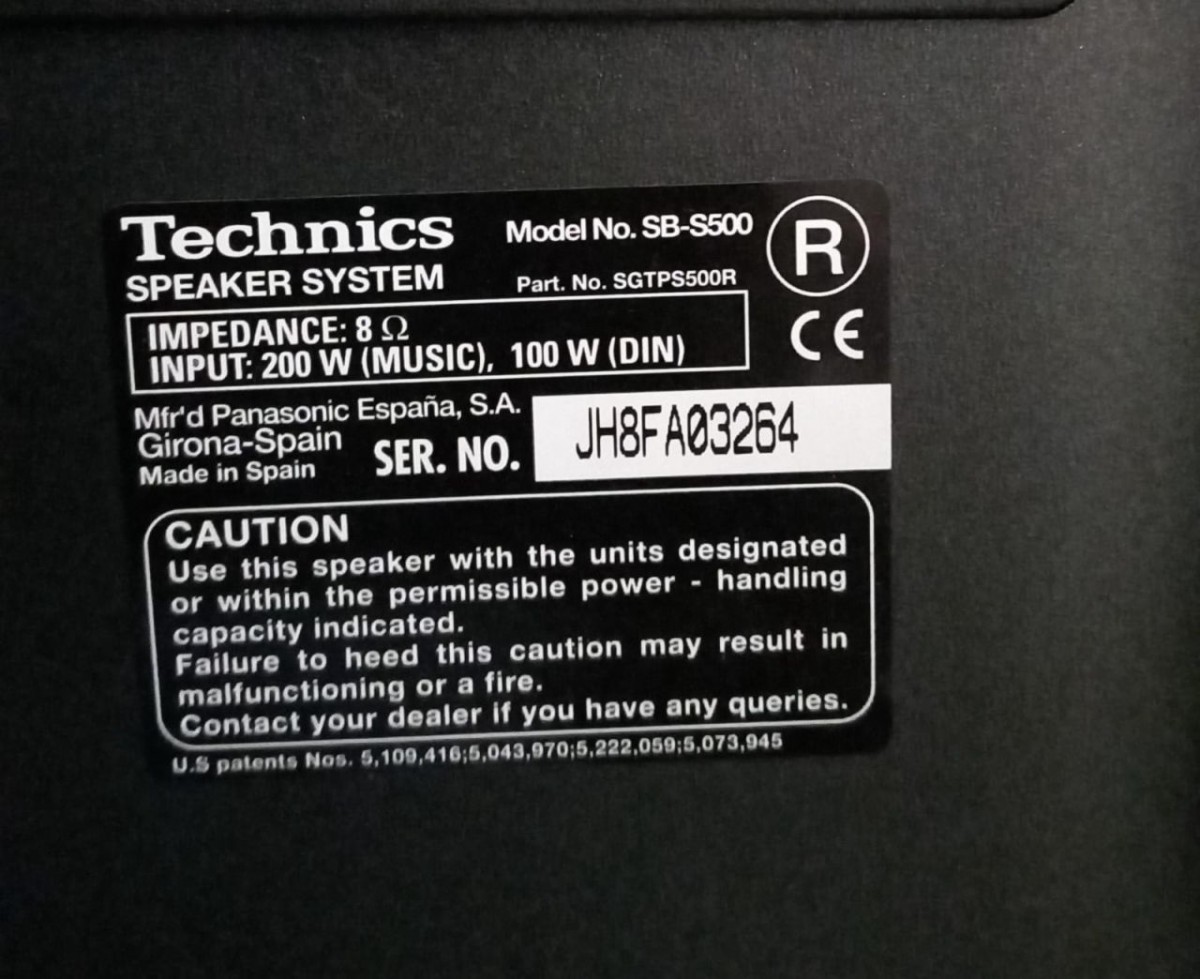 Technics
Model No. SB-S500
R
SPEAKER SYSTEM
Part. No. SGTPS500R
IMPEDANCE: 8 Ω
INPUT: 200 W (MUSIC), 100 W (DIN)
CE
Mfr'd Panasonic España, S.A.
Girona-Spain
Made in Spain
SER. NO.
JH8FA03264
CAUTION
Use this speaker with the units designated
or within the permissible power - handling
capacity indicated.
Failure to heed this caution may result in
malfunctioning or a fire.
Contact your dealer if you have any queries.
U.S patents Nos. 5,109,416;5,043,970;5,222,059;5,073,945